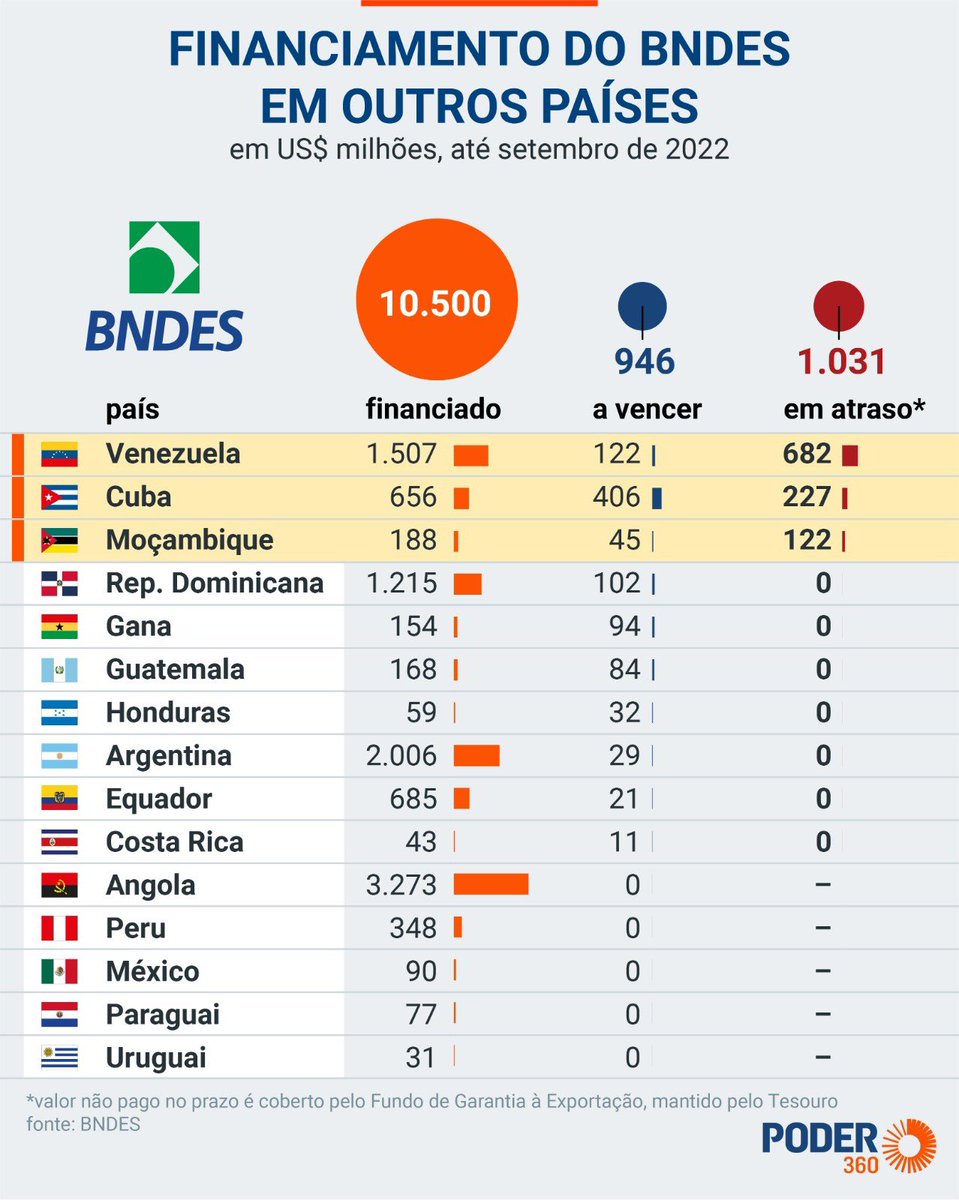 FINANCIAMENTO DO BNDES
EM OUTROS PAÍSES
em US$ milhões, até setembro de 2022
BNDES
10.500
946
1.031
país financiado a vencer em atraso*
Venezuela 1.507 122 682
Cuba 656 406 227
Moçambique 188 45 122
Rep. Dominicana 1.215 102 0
Gana 154 94 0
Guatemala 168 84 0
Honduras 59 32 0
Argentina 2.006 29 0
Equador 685 21 0
Costa Rica 43 11 0
Angola 3.273 0 –
Peru 348 0 –
México 90 0 –
Paraguai 77 0 –
Uruguai 31 0 –
*valor não pago no prazo é coberto pelo Fundo de Garantia à Exportação, mantido pelo Tesouro
fonte: BNDES
PODER
360